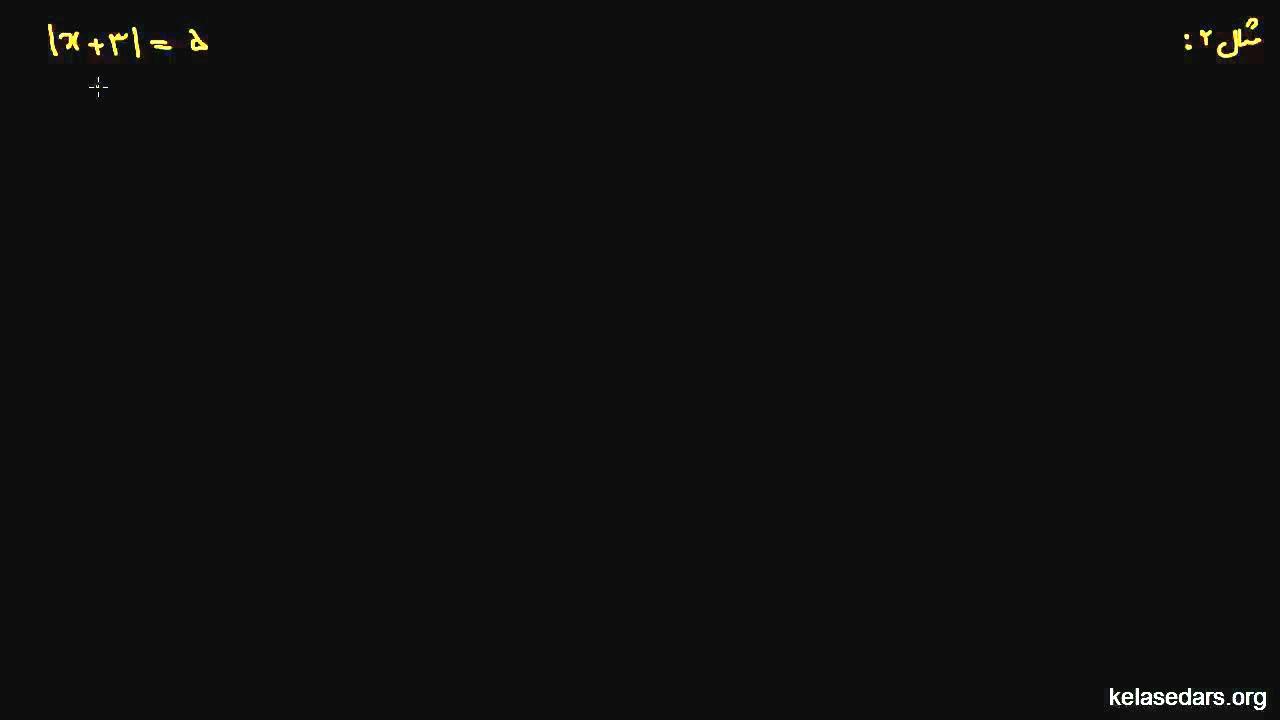 مثال ۲ :
|x + ۳| = ۵
kelasedars.org